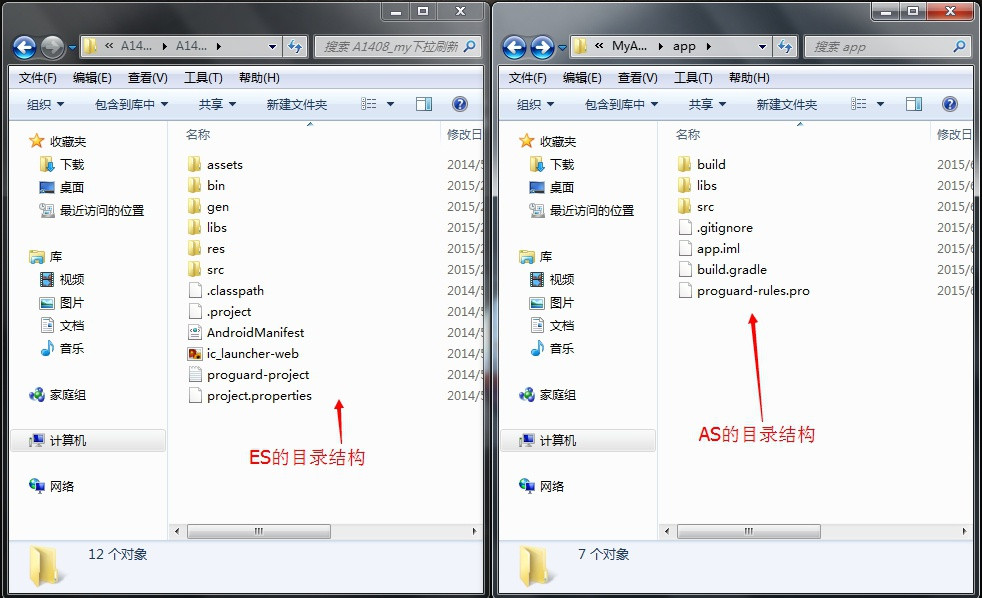 « A14... ▸ A14... ▸
搜索 A1408_my下拉刷新
文件(F) 编辑(E) 查看(V) 工具(T) 帮助(H)
组织 包含到库中 共享 新建文件夹
收藏夹
下载
桌面
最近访问的位置
库
视频
图片
文档
音乐
家庭组
计算机
网络
名称 修改日
assets 2014/5
bin 2015/2
gen 2015/2
libs 2015/2
res 2015/2
src 2015/2
.classpath 2014/5
.project 2014/5
AndroidManifest 2014/5
ic_launcher-web 2014/5
proguard-project 2014/5
project.properties 2014/5
ES的目录结构
12 个对象
« MyA... ▸ app ▸
搜索 app
文件(F) 编辑(E) 查看(V) 工具(T) 帮助(H)
组织 包含到库中 共享 新建文件夹
收藏夹
下载
桌面
最近访问的位置
库
视频
图片
文档
音乐
家庭组
计算机
网络
名称 修改日
build 2015/6
libs 2015/6
src 2015/6
.gitignore 2015/6
app.iml 2015/6
build.gradle 2015/6
proguard-rules.pro 2015/6
AS的目录结构
7 个对象